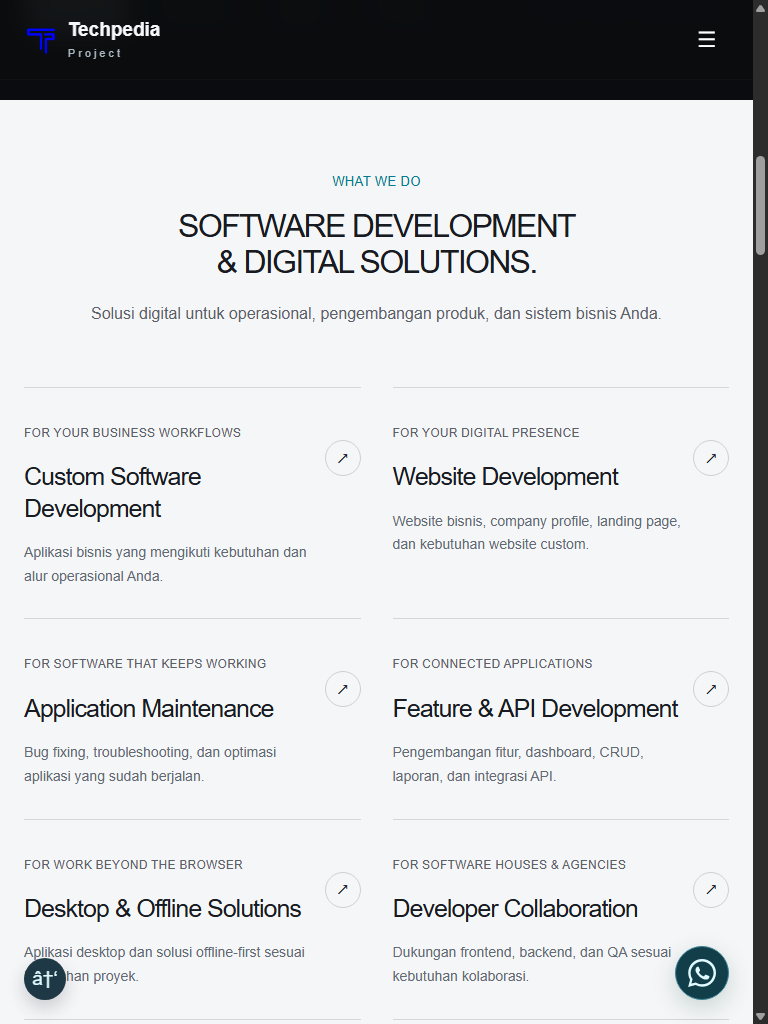 Techpedia
Project
WHAT WE DO
SOFTWARE DEVELOPMENT
& DIGITAL SOLUTIONS.
Solusi digital untuk operasional, pengembangan produk, dan sistem bisnis Anda.
FOR YOUR BUSINESS WORKFLOWS
Custom Software
Development
Aplikasi bisnis yang mengikuti kebutuhan dan
alur operasional Anda.
FOR YOUR DIGITAL PRESENCE
Website Development
Website bisnis, company profile, landing page,
dan kebutuhan website custom.
FOR SOFTWARE THAT KEEPS WORKING
Application Maintenance
Bug fixing, troubleshooting, dan optimasi
aplikasi yang sudah berjalan.
FOR CONNECTED APPLICATIONS
Feature & API Development
Pengembangan fitur, dashboard, CRUD,
laporan, dan integrasi API.
FOR WORK BEYOND THE BROWSER
Desktop & Offline Solutions
Aplikasi desktop dan solusi offline-first sesuai
proyek.
FOR SOFTWARE HOUSES & AGENCIES
Developer Collaboration
Dukungan frontend, backend, dan QA sesuai
kebutuhan kolaborasi.
â†‘